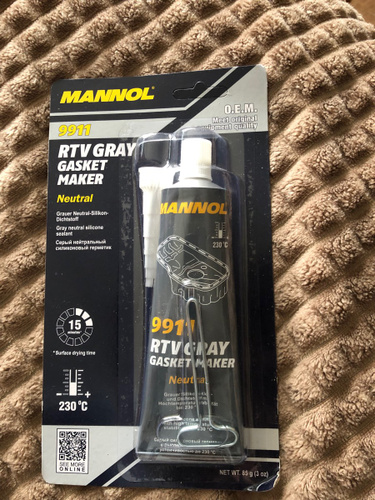 MANNOL
O.E.M.
Meet original
equipment quality
9911
RTV GRAY
GASKET
MAKER
Neutral
Grauer Neutral-Silikon-
Dichtstoff
Gray neutral silicone
sealant
Серый нейтральный
силиконовый герметик
15
* Surface drying time
- +
230 °C
SEE MORE
ONLINE
MANNOL
230 °C
9911
RTV GRAY
GASKET MAKER
Neutral
Grauer Silikon-
NET WT. 85 g (3 oz)